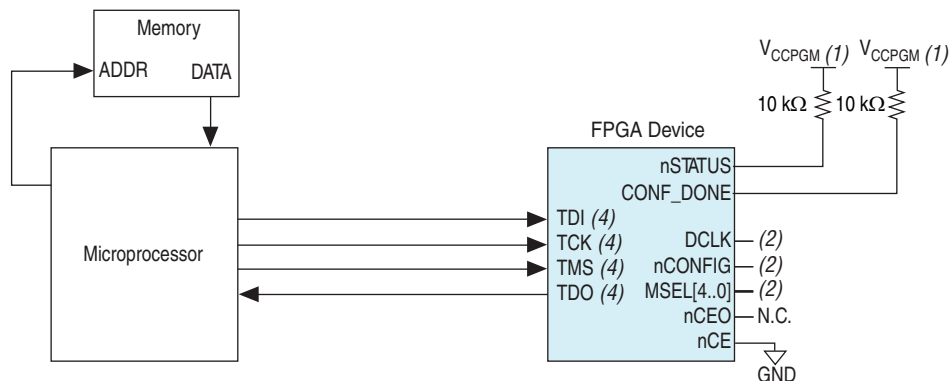 Memory
ADDR DATA
Microprocessor
V_CCPGM (1) V_CCPGM (1)
10 kΩ 10 kΩ
FPGA Device
nSTATUS
CONF_DONE
TDI (4)
TCK (4)
TMS (4)
TDO (4)
DCLK (2)
nCONFIG (2)
MSEL[4..0] (2)
nCEO N.C.
nCE
GND